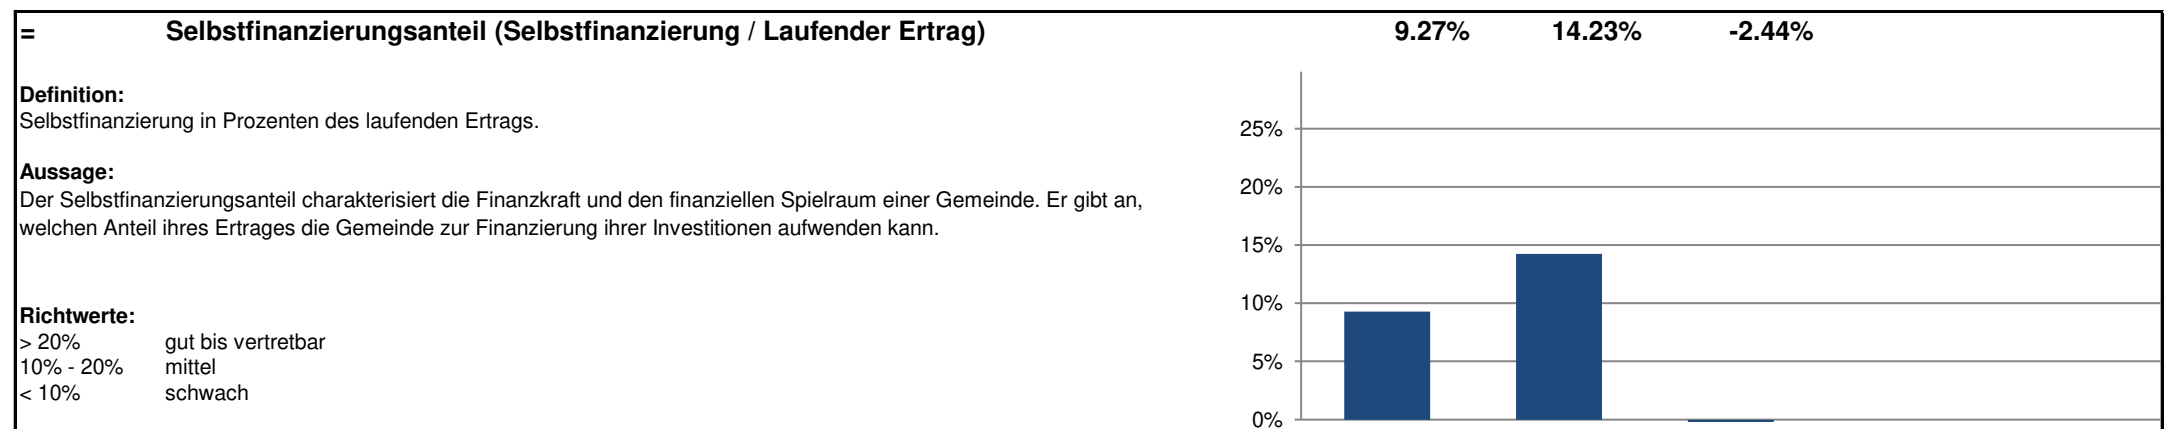 = Selbstfinanzierungsanteil (Selbstfinanzierung / Laufender Ertrag) 9.27% 14.23% -2.44%
Definition:
Selbstfinanzierung in Prozenten des laufenden Ertrags.
Aussage:
Der Selbstfinanzierungsanteil charakterisiert die Finanzkraft und den finanziellen Spielraum einer Gemeinde. Er gibt an,
welchen Anteil ihres Ertrages die Gemeinde zur Finanzierung ihrer Investitionen aufwenden kann.
Richtwerte:
> 20% gut bis vertretbar
10% - 20% mittel
< 10% schwach
25%
20%
15%
10%
5%
0%